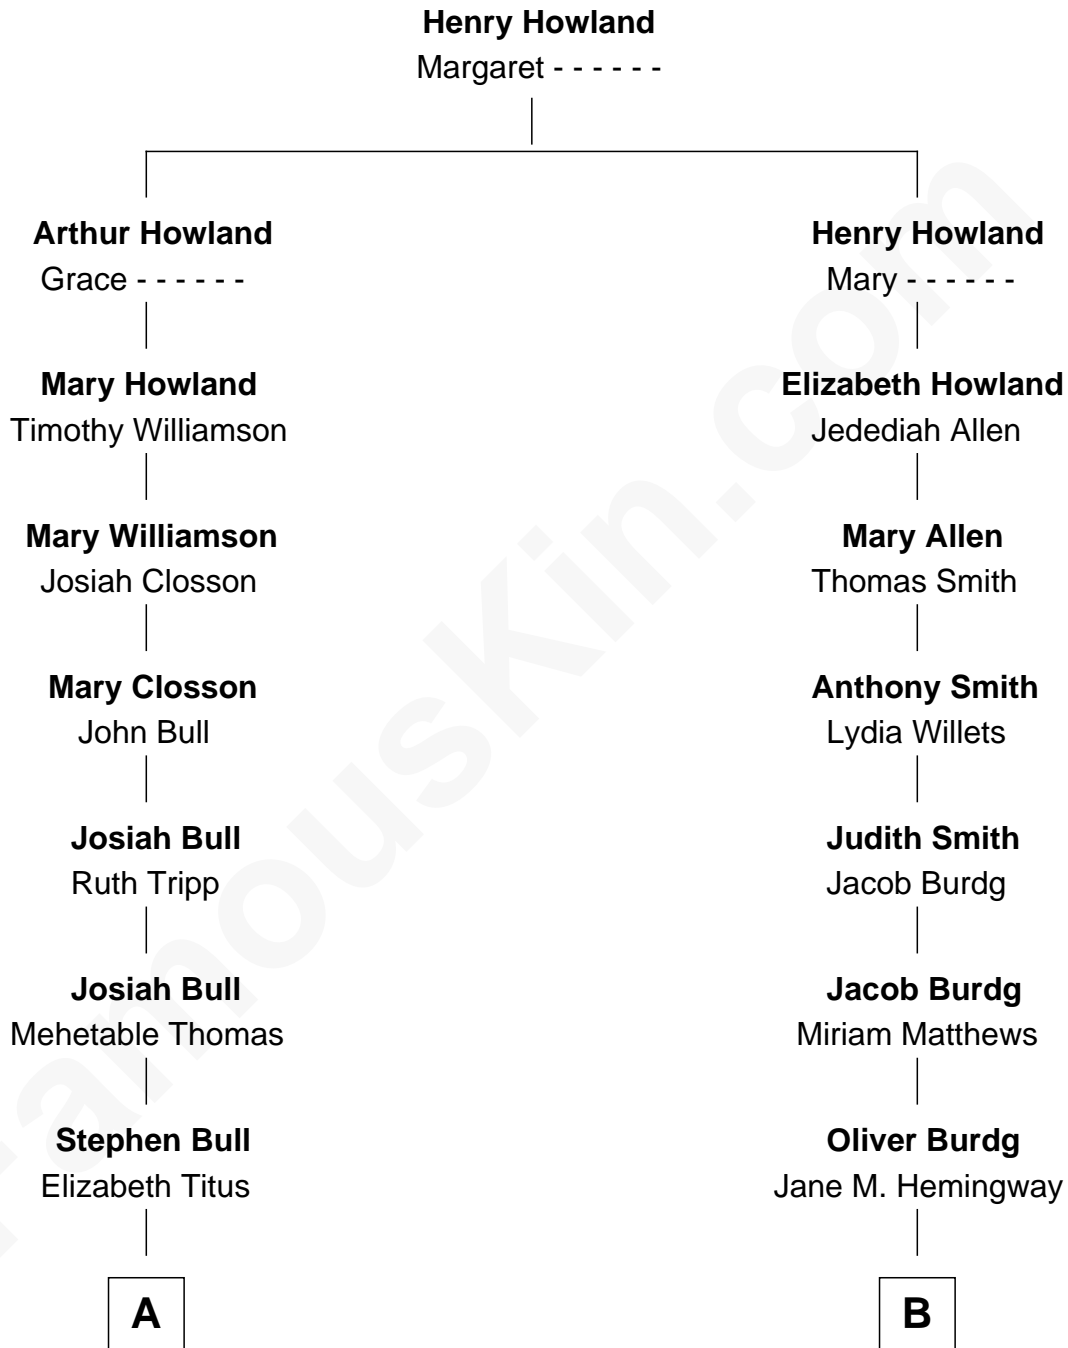 Henry Howland
Margaret - - - - - -
Arthur Howland
Grace - - - - - -
Henry Howland
Mary - - - - - -
Mary Howland
Timothy Williamson
Elizabeth Howland
Jedediah Allen
Mary Williamson
Josiah Closson
Mary Allen
Thomas Smith
Mary Closson
John Bull
Anthony Smith
Lydia Willets
Josiah Bull
Ruth Tripp
Judith Smith
Jacob Burdg
Josiah Bull
Mehetable Thomas
Jacob Burdg
Miriam Matthews
Stephen Bull
Elizabeth Titus
Oliver Burdg
Jane M. Hemingway
A
B
FamousKin.com